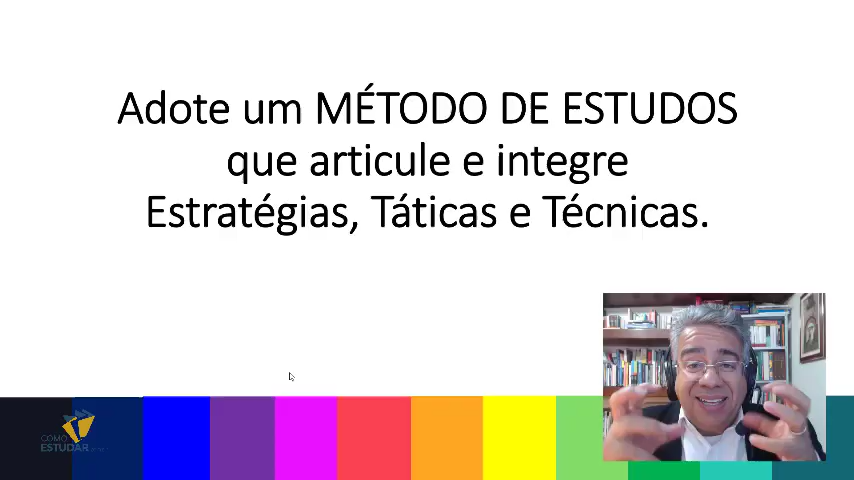 Adote um MÉTODO DE ESTUDOS
que articule e integre
Estratégias, Táticas e Técnicas.
COMO
ESTUDAR